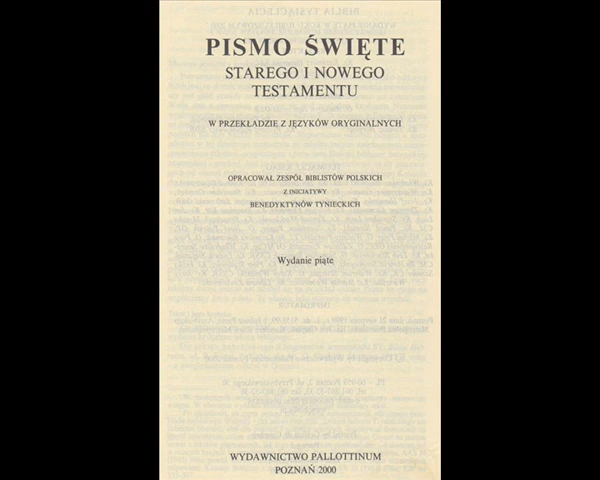 PISMO ŚWIĘTE
STAREGO I NOWEGO
TESTAMENTU
W PRZEKŁADZIE Z JĘZYKÓW ORYGINALNYCH
OPRACOWAŁ ZESPÓŁ BIBLISTÓW POLSKICH
Z INICJATYWY
BENEDYKTYNÓW TYNIECKICH
Wydanie piąte
WYDAWNICTWO PALLOTTINUM
POZNAŃ 2000